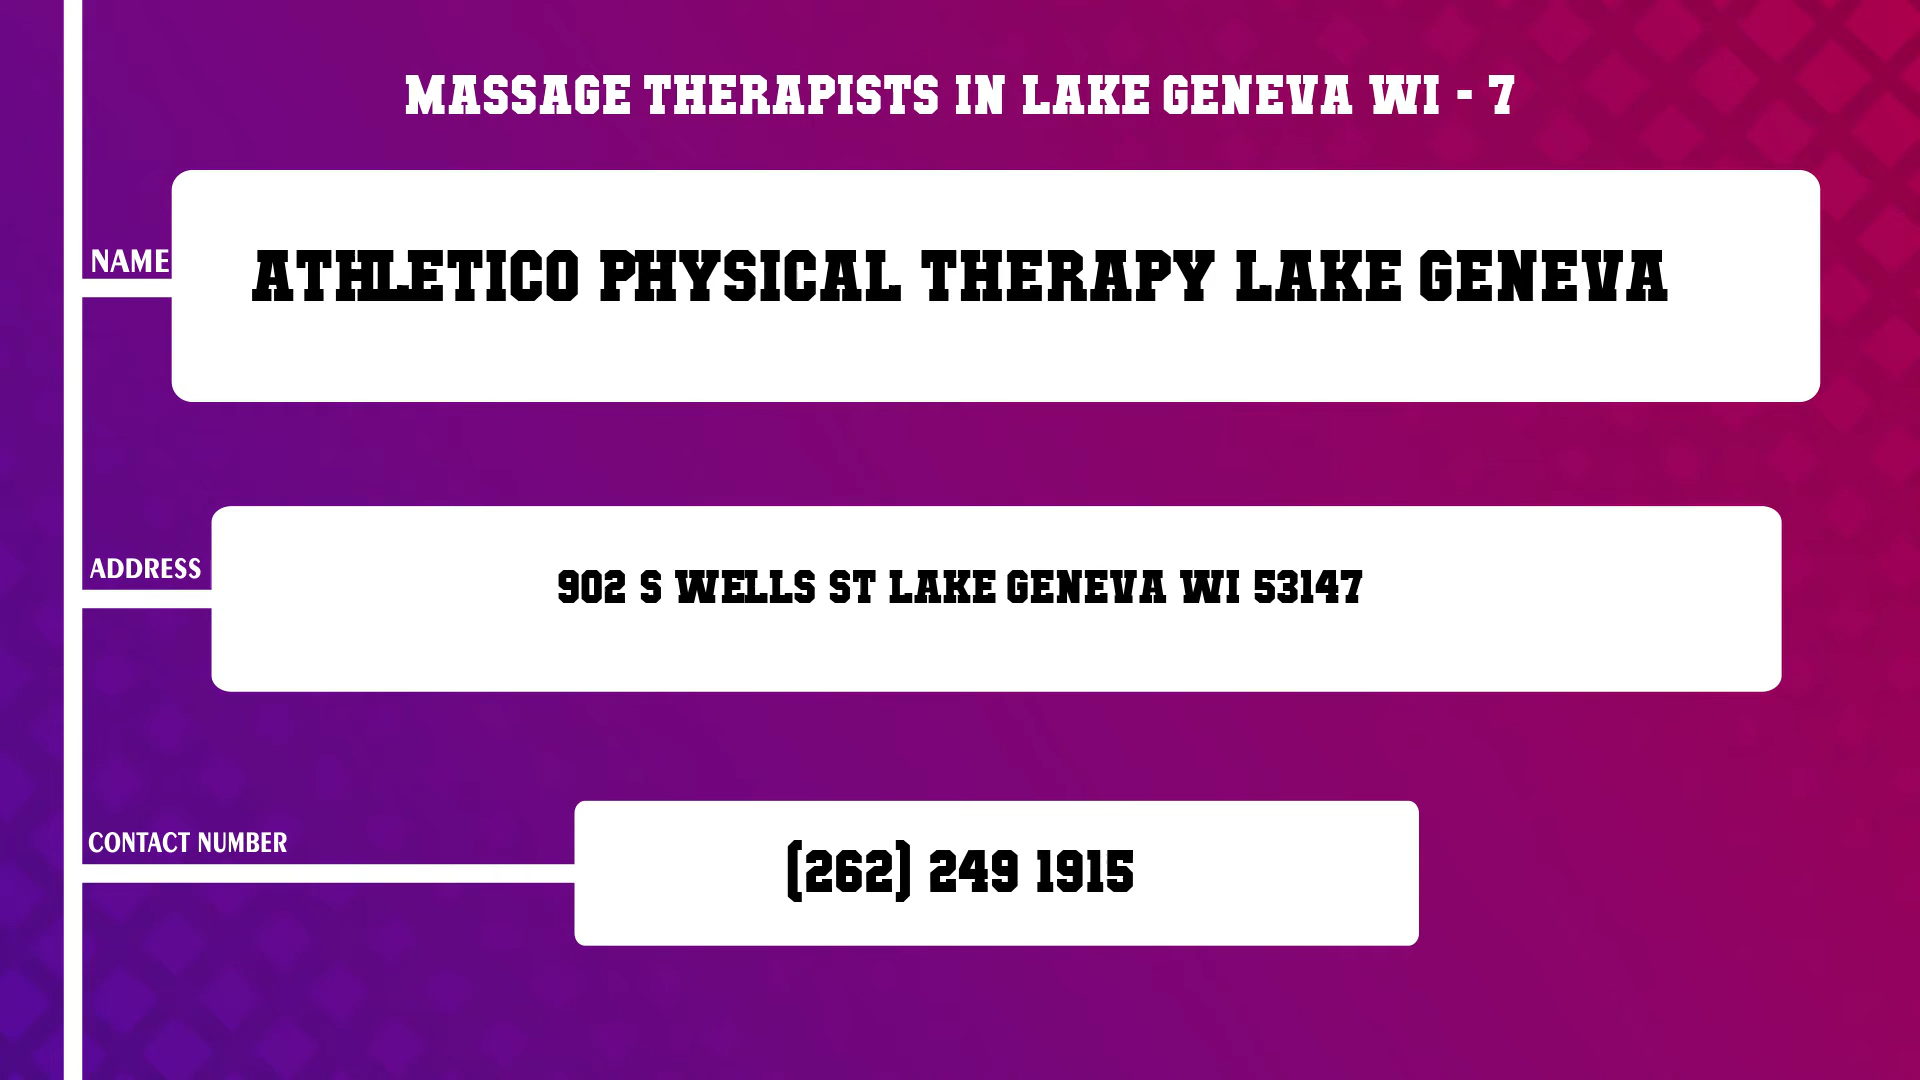 MASSAGE THERAPISTS IN LAKE GENEVA WI - 7
NAME
ATHLETICO PHYSICAL THERAPY LAKE GENEVA
ADDRESS
902 S WELLS ST LAKE GENEVA WI 53147
CONTACT NUMBER
(262) 249 1915